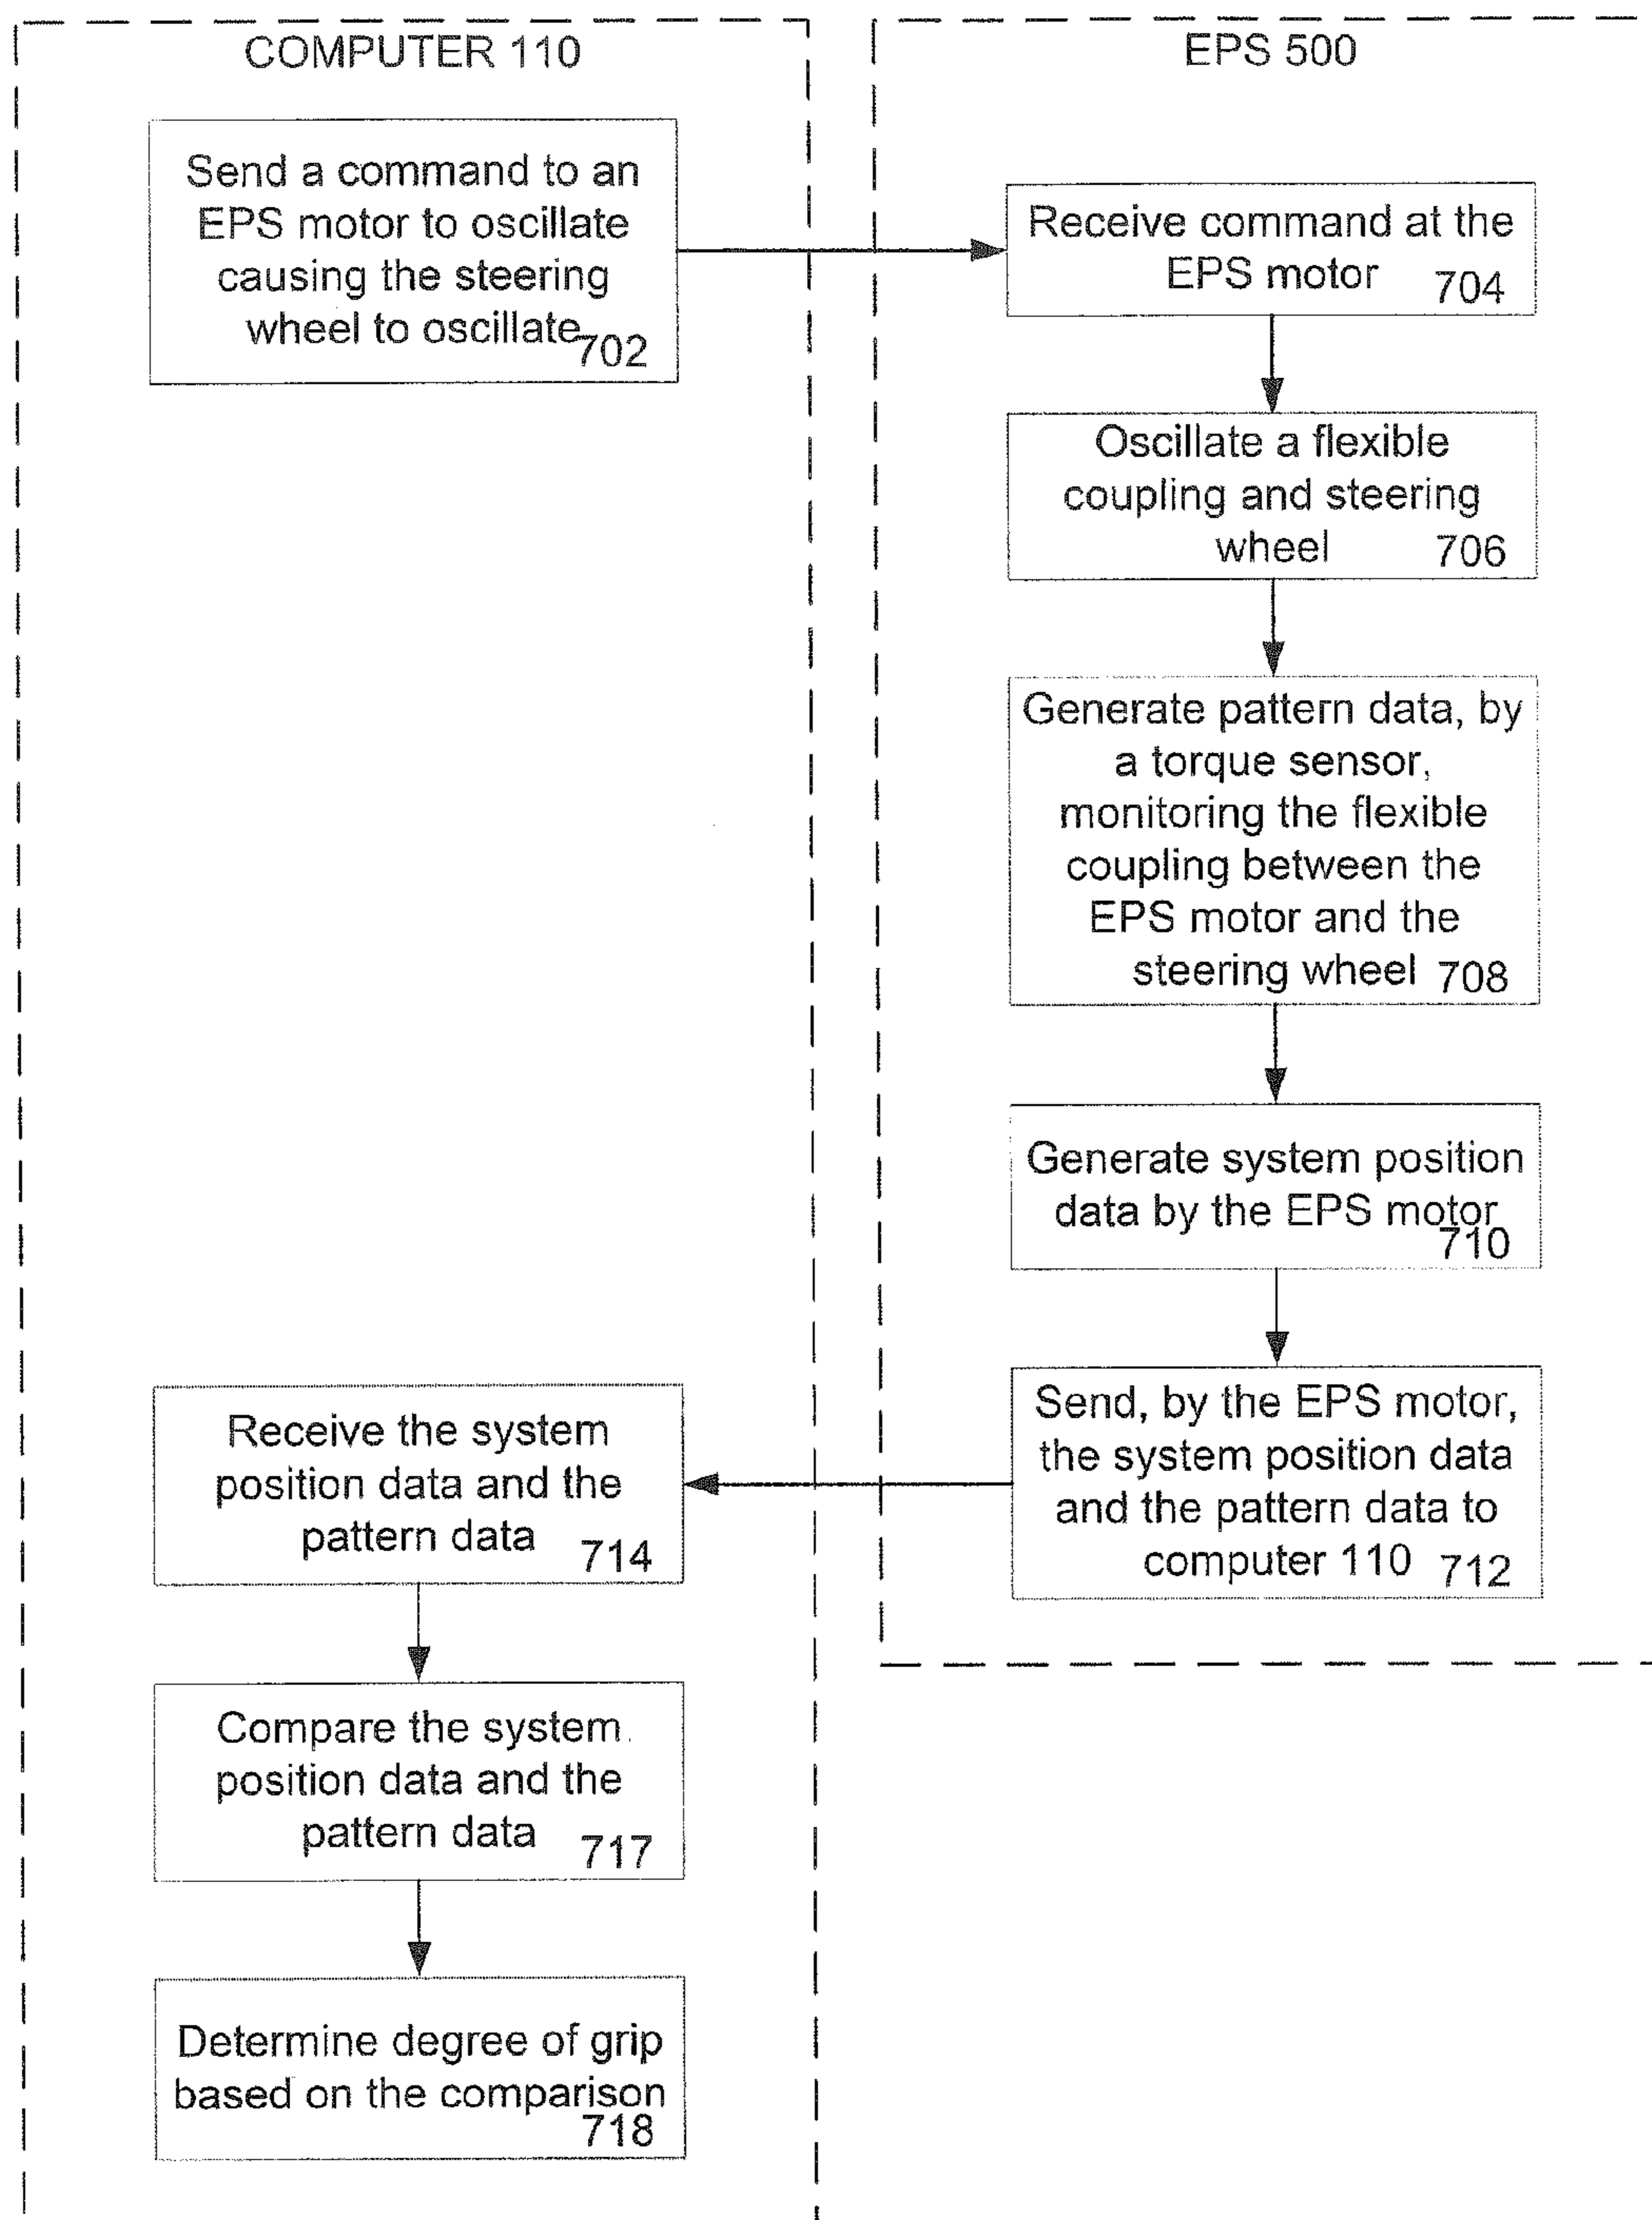 COMPUTER 110
Send a command to an
EPS motor to oscillate
causing the steering
wheel to oscillate
702
EPS 500
Receive command at the
EPS motor 704
Oscillate a flexible
coupling and steering
wheel 706
Generate pattern data, by
a torque sensor,
monitoring the flexible
coupling between the
EPS motor and the
steering wheel 708
Generate system position
data by the EPS motor
710
Send, by the EPS motor,
the system position data
and the pattern data to
computer 110 712
Receive the system
position data and the
pattern data 714
Compare the system
position data and the
pattern data 717
Determine degree of grip
based on the comparison
718